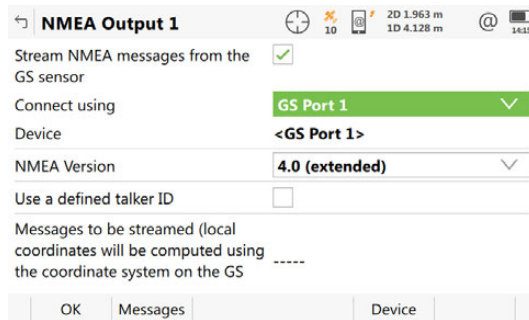 NMEA Output 1
10
@
2D 1.963 m
1D 4.128 m
@
Stream NMEA messages from the
GS sensor
Connect using
GS Port 1
Device
<GS Port 1>
NMEA Version
4.0 (extended)
Use a defined talker ID
Messages to be streamed (local
coordinates will be computed using
the coordinate system on the GS
-----
OK
Messages
Device